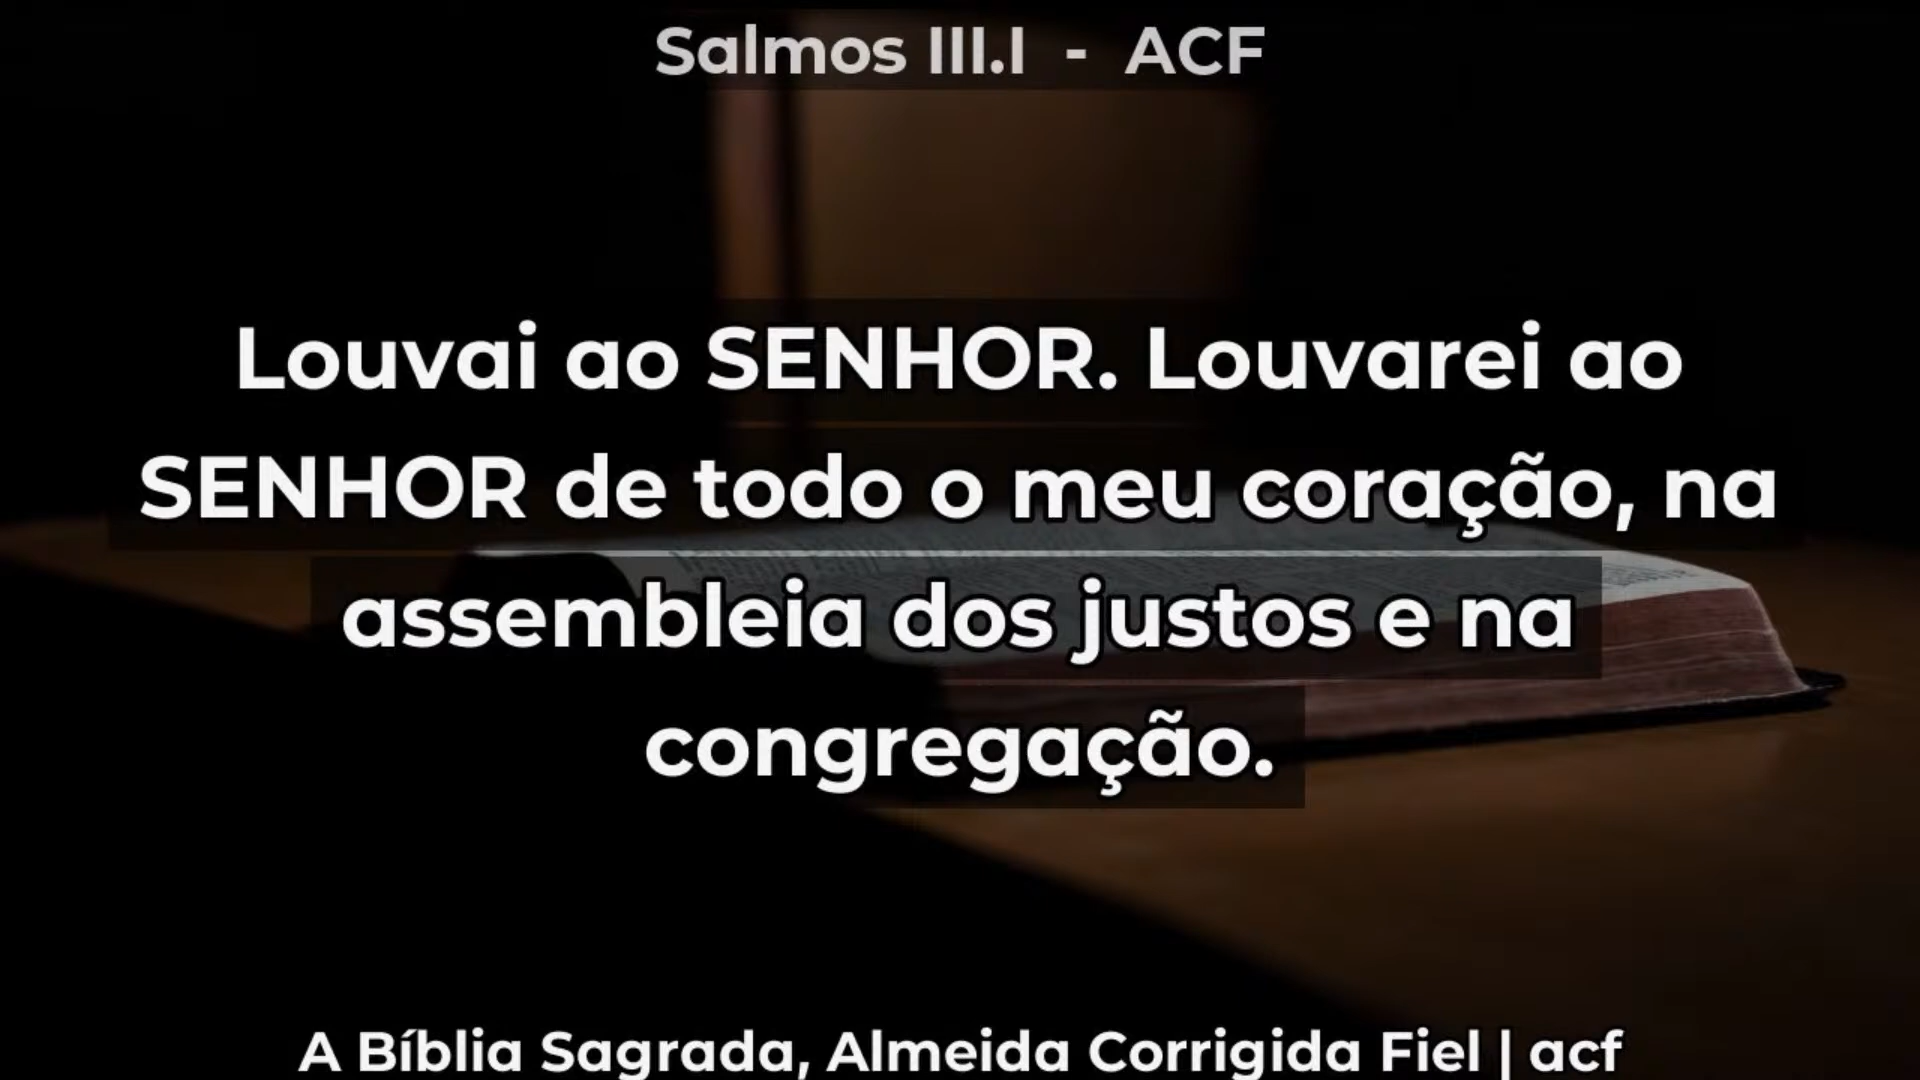 Salmos III.I - ACF
Louvai ao SENHOR. Louvarei ao
SENHOR de todo o meu coração, na
assembleia dos justos e na
congregação.
A Bíblia Sagrada, Almeida Corrigida Fiel | acf